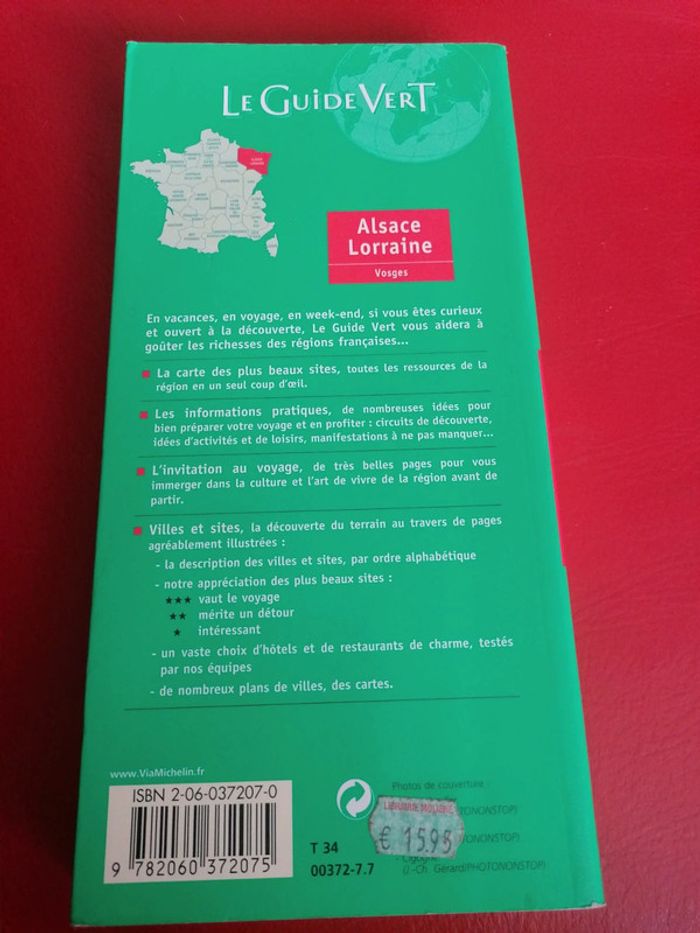 LE GUIDE VERT
Alsace
Lorraine
Vosges
En vacances, en voyage, en week-end, si vous êtes curieux
et ouvert à la découverte, Le Guide Vert vous aidera à
goûter les richesses des régions françaises...
La carte des plus beaux sites, toutes les ressources de la
région en un seul coup d'œil.
Les informations pratiques, de nombreuses idées pour
bien préparer votre voyage et en profiter : circuits de découverte,
idées d'activités et de loisirs, manifestations à ne pas manquer...
L'invitation au voyage, de très belles pages pour vous
immerger dans la culture et l'art de vivre de la région avant de
partir.
Villes et sites, la découverte du terrain au travers de pages
agréablement illustrées :
- la description des villes et sites, par ordre alphabétique
- notre appréciation des plus beaux sites :
★★★ vaut le voyage
★★ mérite un détour
★ intéressant
- un vaste choix d'hôtels et de restaurants de charme, testés
par nos équipes
- de nombreux plans de villes, des cartes.
www.ViaMichelin.fr
ISBN 2-06-037207-0
9 782060 372075
T 34
00372-7.7
Photos de couverture :
LIBRAIRIE MOLIERE
€ 15.95
- Cigogne
(J.-Ch. Gérard/PHOTONONSTOP)